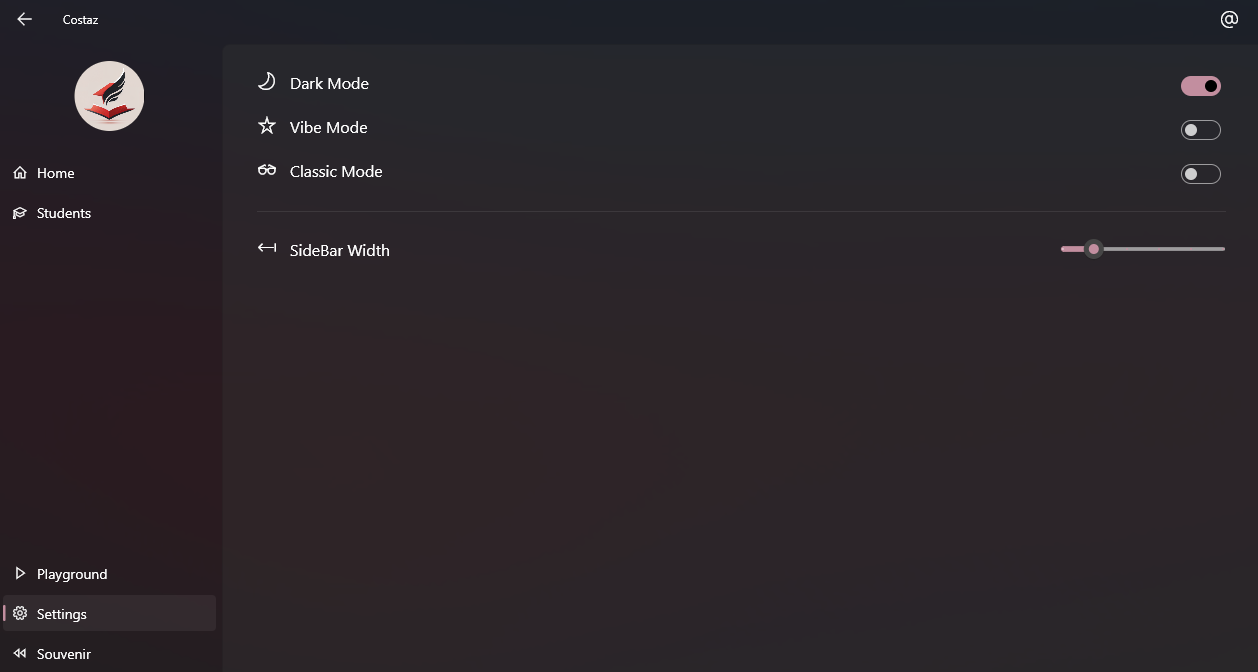 Costaz
@
Home
Students
Dark Mode
Vibe Mode
Classic Mode
SideBar Width
Playground
Settings
Souvenir